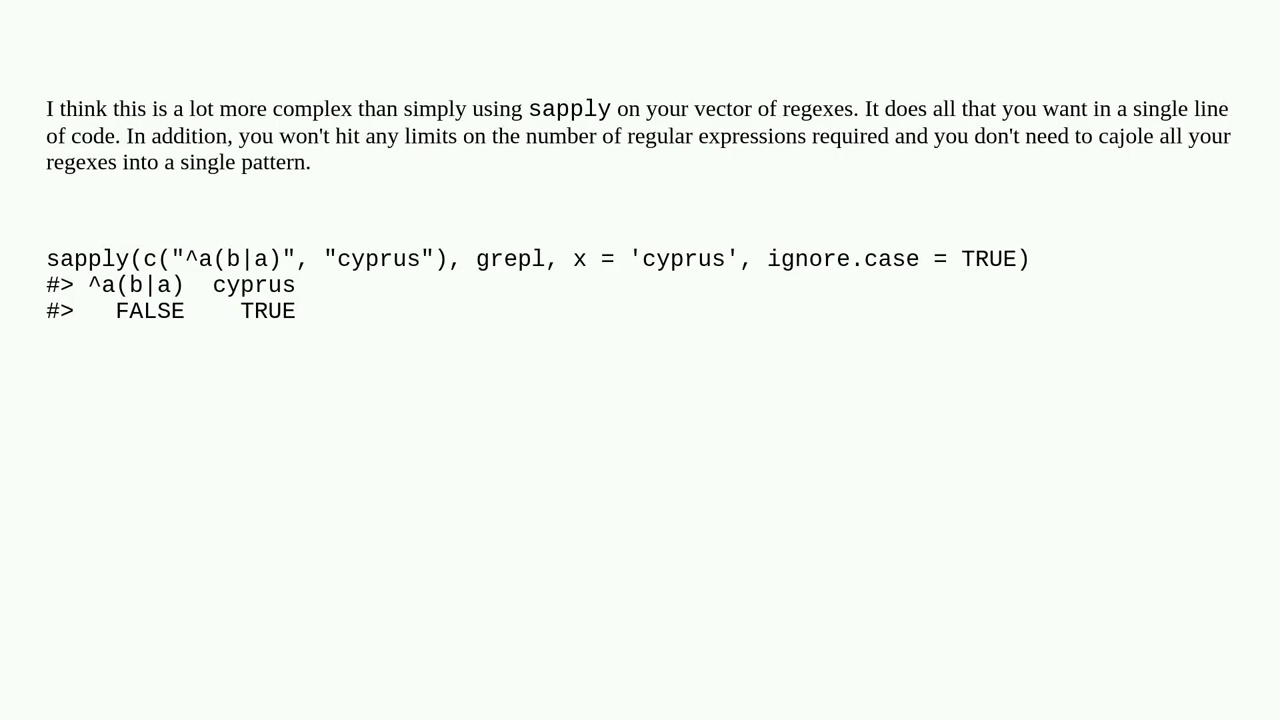 I think this is a lot more complex than simply using sapply on your vector of regexes. It does all that you want in a single line
of code. In addition, you won't hit any limits on the number of regular expressions required and you don't need to cajole all your
regexes into a single pattern.
sapply(c("^a(b|a)", "cyprus"), grepl, x = 'cyprus', ignore.case = TRUE)
#> ^a(b|a)  cyprus
#>   FALSE    TRUE